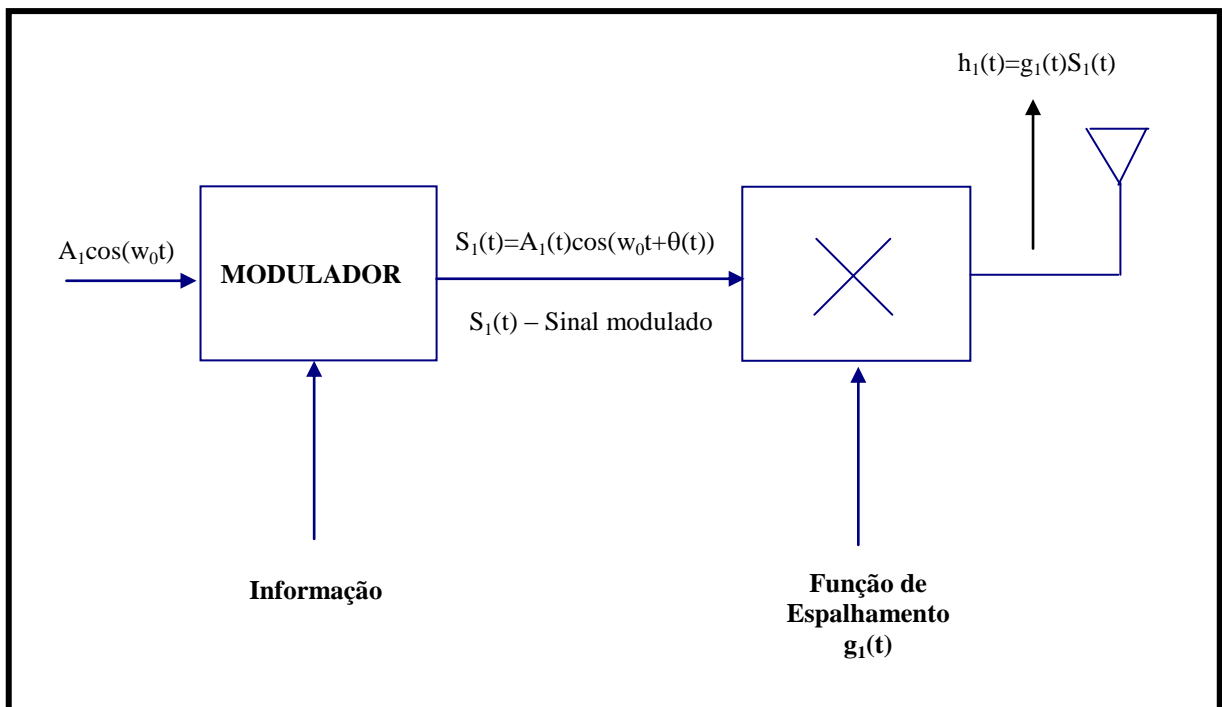 h₁(t)=g₁(t)S₁(t)
A₁cos(w₀t)
MODULADOR
S₁(t)=A₁(t)cos(w₀t+θ(t))
S₁(t) – Sinal modulado
Informação
Função de
Espalhamento
g₁(t)